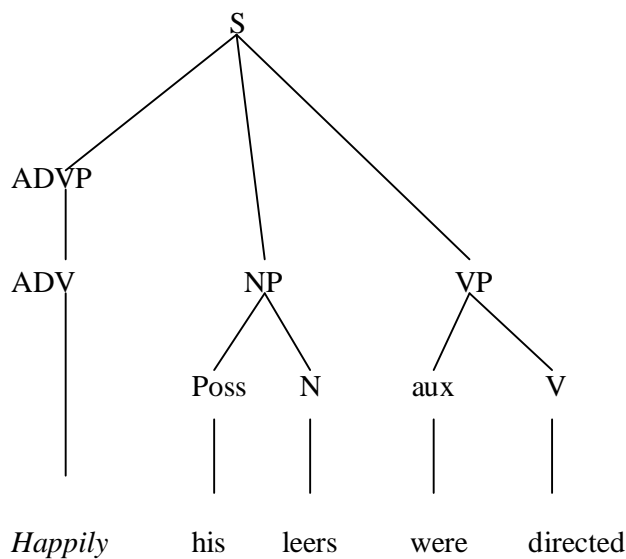 S
ADVP
ADV NP VP
Poss N aux V
Happily his leers were directed